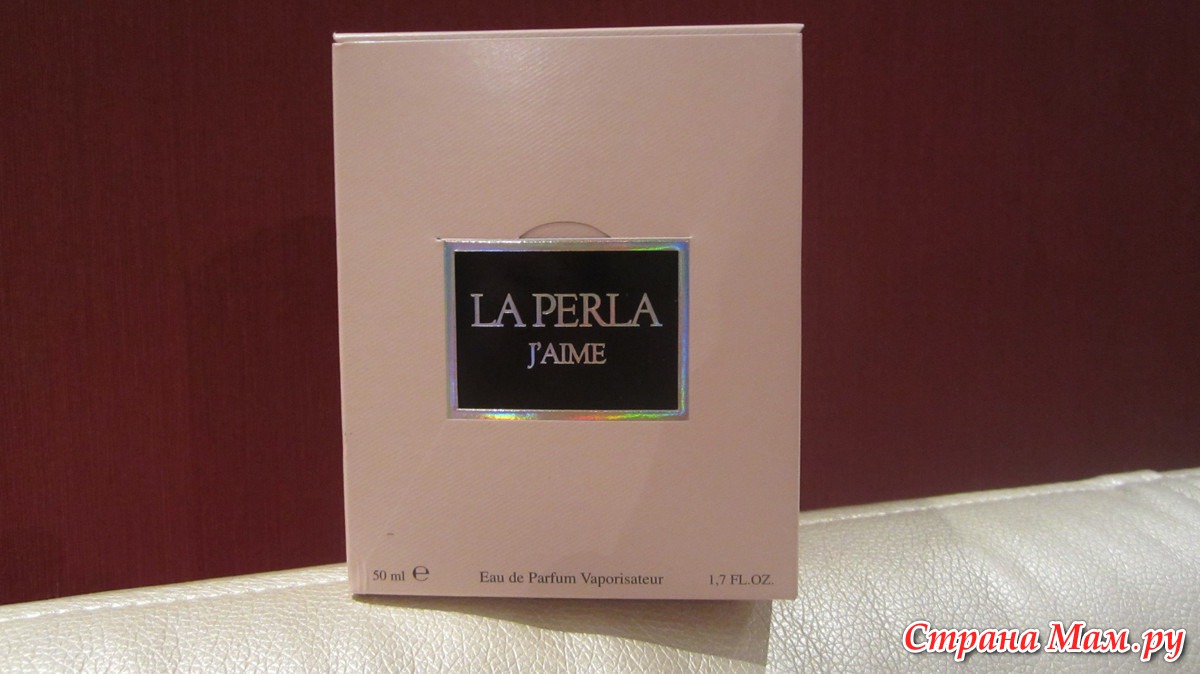 LA PERLA
J'AIME
50 ml ℮
Eau de Parfum Vaporisateur
1,7 FL.OZ.
Страна Мам.ру